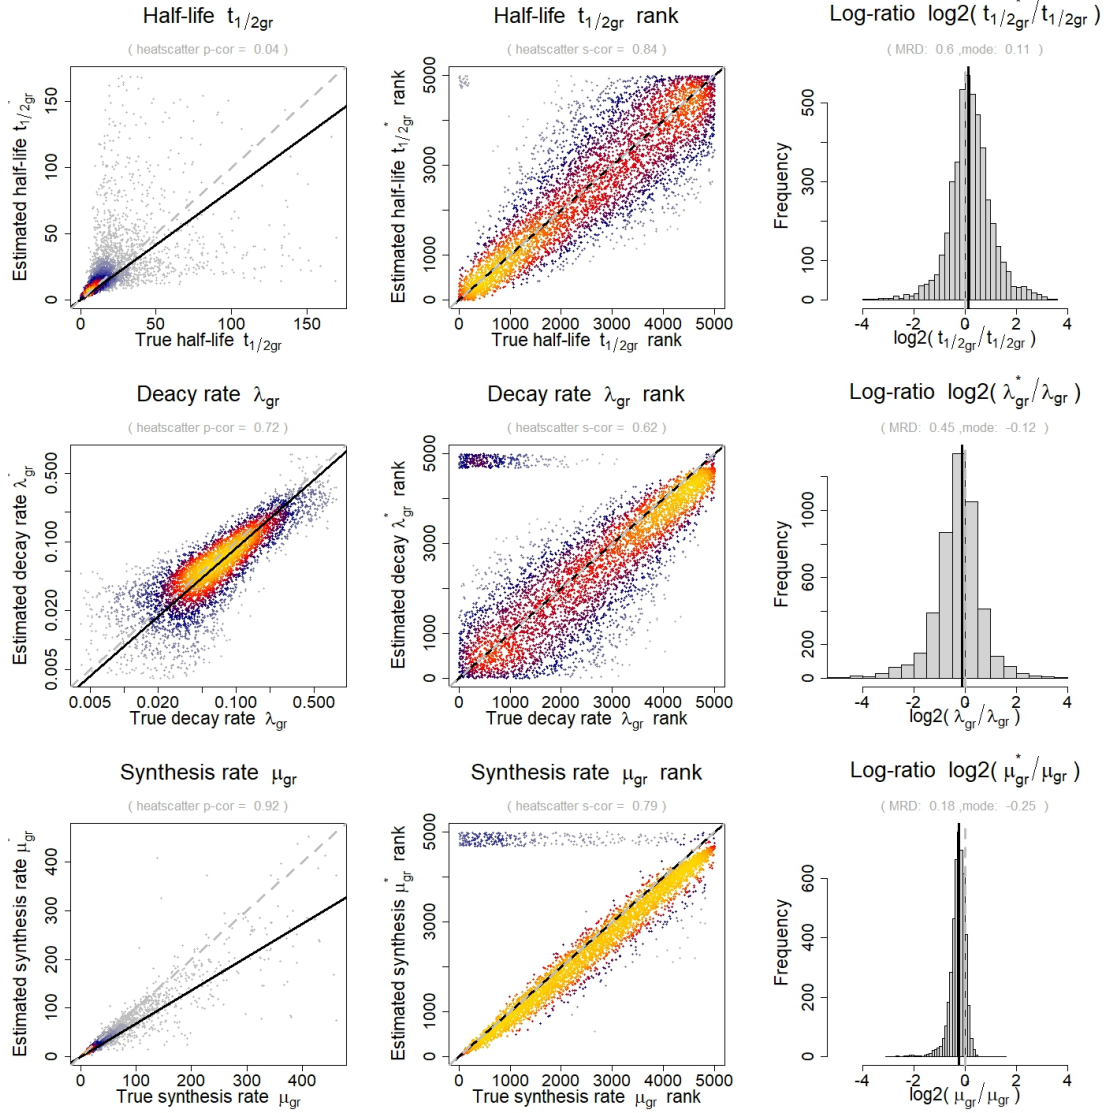 Half-life t1/2gr
( heatscatter p-cor = 0.04 )
Estimated half-life t*1/2gr
0 50 100 150
0 50 100 150
True half-life t1/2gr
Half-life t1/2gr rank
( heatscatter s-cor = 0.84 )
Estimated half-life t*1/2gr rank
0 1000 3000 5000
0 1000 2000 3000 4000 5000
True half-life t1/2gr rank
Log-ratio log2( t*1/2gr/t1/2gr )
( MRD: 0.6 ,mode: 0.11 )
Frequency
0 100 300 500
-4 -2 0 2 4
log2( t1/2gr/t1/2gr )
Deacy rate λgr
( heatscatter p-cor = 0.72 )
Estimated decay rate λ*gr
0.005 0.020 0.100 0.500
0.005 0.020 0.100 0.500
True decay rate λgr
Decay rate λgr rank
( heatscatter s-cor = 0.62 )
Estimated decay λ*gr rank
0 1000 3000 5000
0 1000 2000 3000 4000 5000
True decay rate λgr rank
Log-ratio log2( λ*gr/λgr )
( MRD: 0.45 ,mode: -0.12 )
Frequency
0 200 600 1000
-4 -2 0 2 4
log2( λgr/λgr )
Synthesis rate μgr
( heatscatter p-cor = 0.92 )
Estimated synthesis rate μ*gr
0 100 200 300 400
0 100 200 300 400
True synthesis rate μgr
Synthesis rate μgr rank
( heatscatter s-cor = 0.79 )
Estimated synthesis μ*gr rank
0 1000 3000 5000
0 1000 2000 3000 4000 5000
True synthesis rate μgr rank
Log-ratio log2( μ*gr/μgr )
( MRD: 0.18 ,mode: -0.25 )
Frequency
0 200 400 600
-4 -2 0 2 4
log2( μgr/μgr )